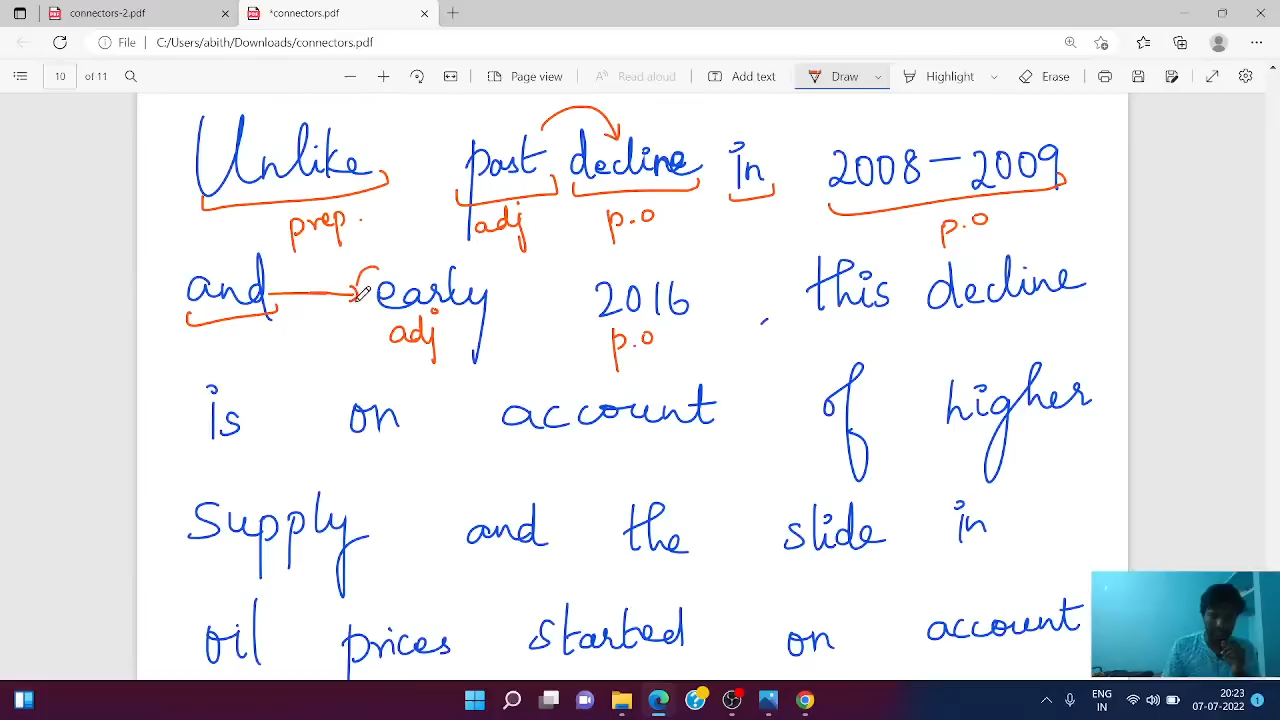 connectors-2.pdf
*connectors.pdf
File C:/Users/abith/Downloads/connectors.pdf
10 of 11 Page view Read aloud Add text Draw Highlight Erase
Unlike past decline in 2008-2009
prep. adj p.o p.o
and early 2016, this decline
adj p.o
is on account of higher
supply and the slide in
oil prices started on account
ENG
IN
20:23
07-07-2022
1